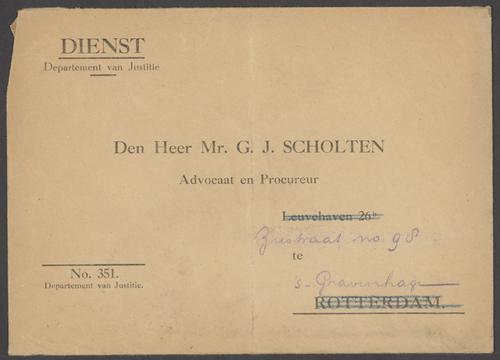 DIENST
Departement van Justitie
Den Heer Mr. G. J. SCHOLTEN
Advocaat en Procureur
Leuvehaven 26b
no. 98
te
's-Gravenhage
ROTTERDAM.
No. 351.
Departement van Justitie.